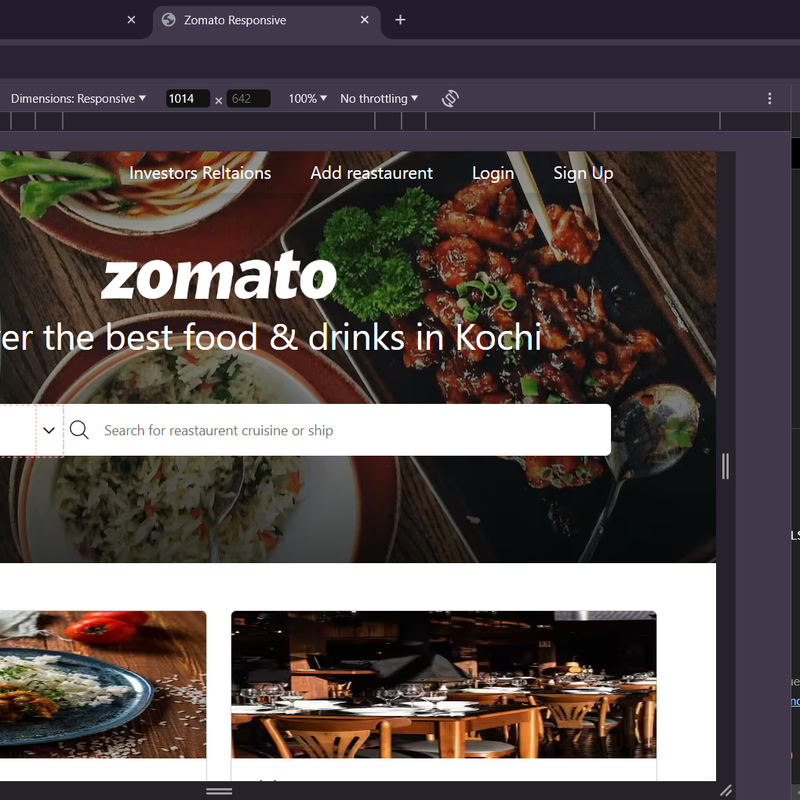 Zomato Responsive
Dimensions: Responsive 1014 × 642 100% No throttling
Investors Reltaions Add reastaurent Login Sign Up
zomato
er the best food & drinks in Kochi
Search for reastaurent cruisine or ship